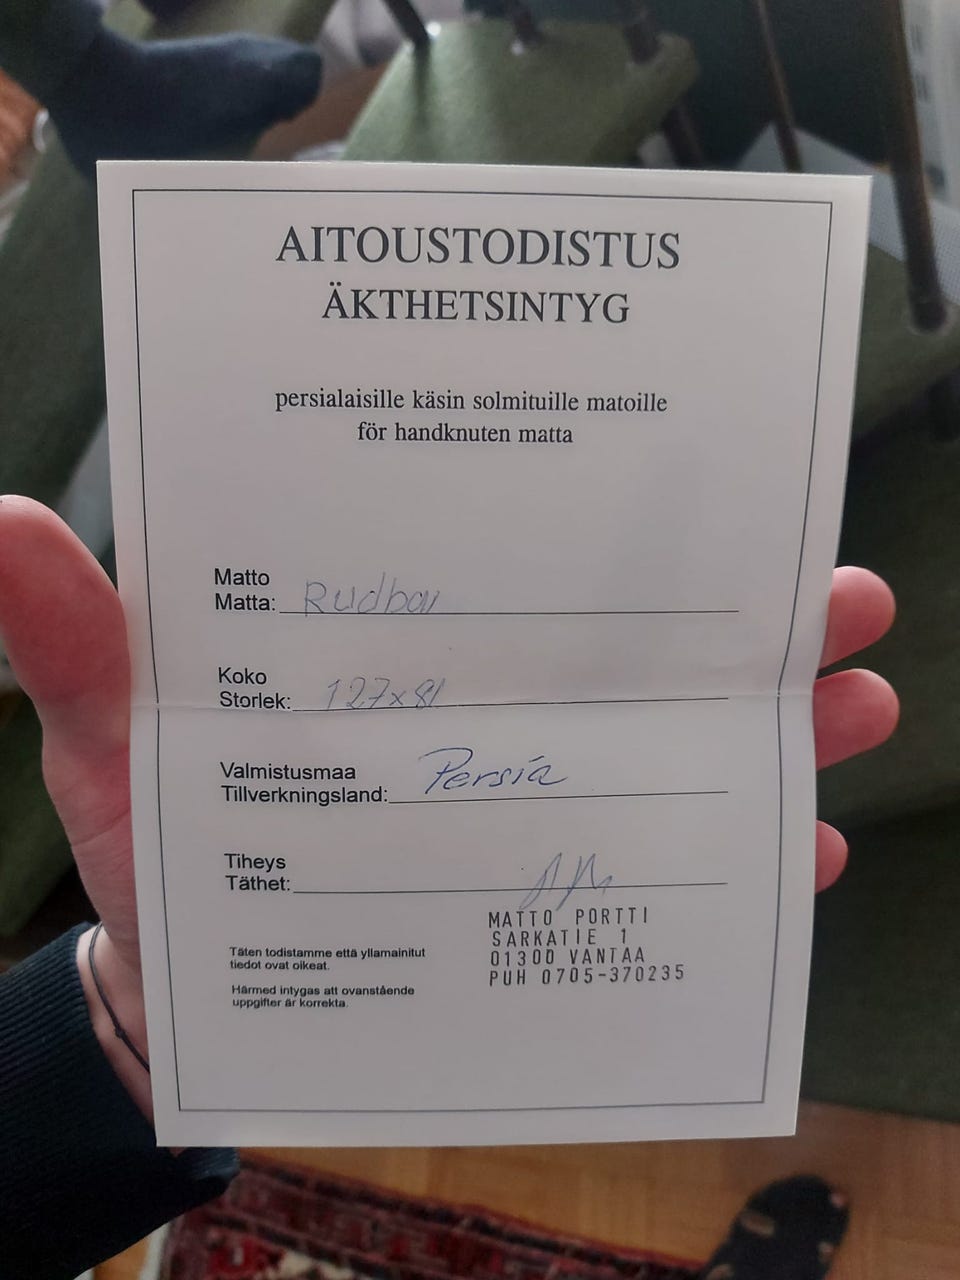 AITOUSTODISTUS
ÄKTHETSINTYG
persialaisille käsin solmituille matoille
för handknuten matta
Matto
Matta: Rudbar
Koko
Storlek: 127x81
Valmistusmaa
Tillverkningsland: Persia
Tiheys
Täthet:
MATTO PORTTI
SARKATIE 1
01300 VANTAA
PUH 0705-370235
Täten todistamme että yllamainitut
tiedot ovat oikeat.
Härmed intygas att ovanstående
uppgifter är korrekta.